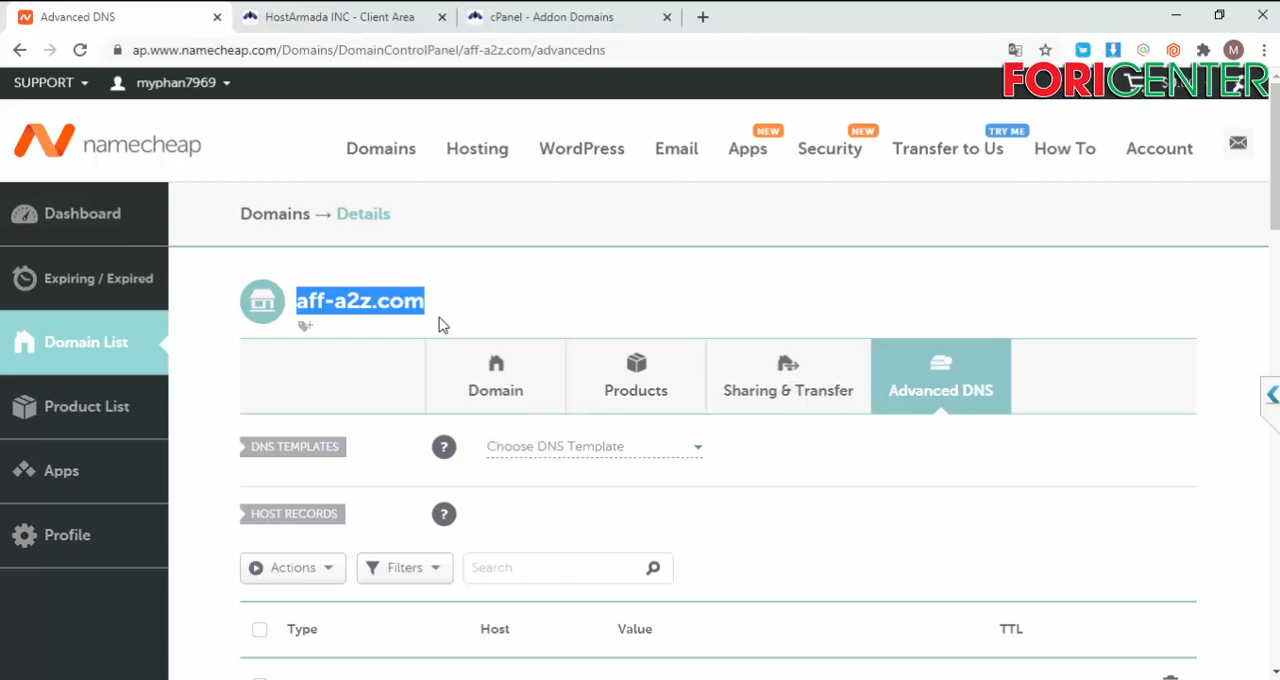 Advanced DNS
HostArmada INC - Client Area
cPanel - Addon Domains
ap.www.namecheap.com/Domains/DomainControlPanel/aff-a2z.com/advancedns
M
SUPPORT
myphan7969
FORICENTER
namecheap
Domains
Hosting
WordPress
Email
NEW
Apps
NEW
Security
TRY ME
Transfer to Us
How To
Account
Dashboard
Expiring / Expired
Domain List
Product List
Apps
Profile
Domains → Details
aff-a2z.com
Domain
Products
Sharing & Transfer
Advanced DNS
DNS TEMPLATES
?
Choose DNS Template
HOST RECORDS
?
Actions
Filters
Search
Type
Host
Value
TTL